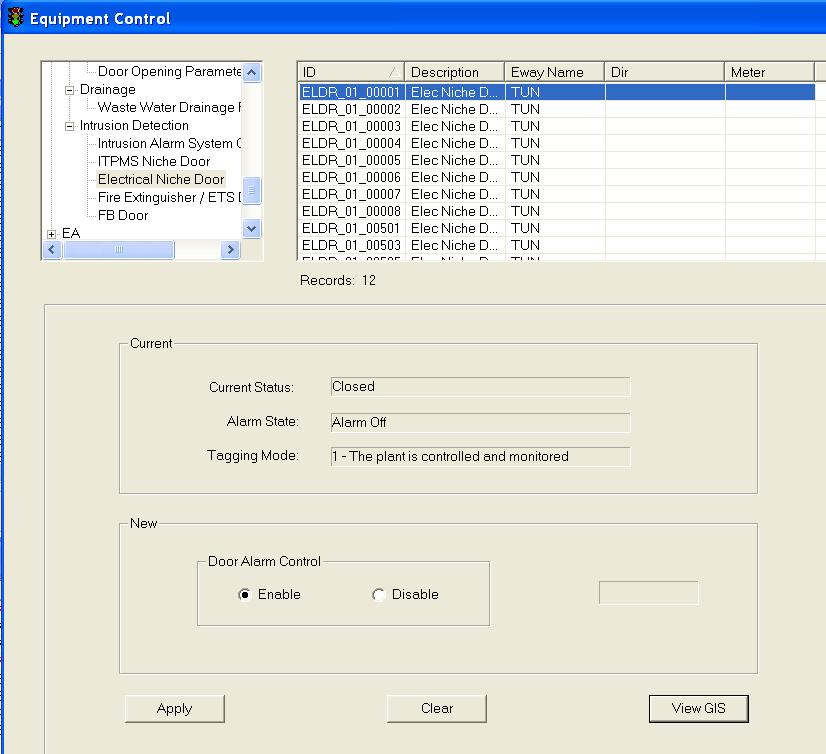 Equipment Control
Door Opening Paramete
Drainage
Waste Water Drainage
Intrusion Detection
Intrusion Alarm System
ITPMS Niche Door
Electrical Niche Door
Fire Extinguisher / ETS
FB Door
EA
ID Description Eway Name Dir Meter
ELDR_01_00001 Elec Niche D... TUN
ELDR_01_00002 Elec Niche D... TUN
ELDR_01_00003 Elec Niche D... TUN
ELDR_01_00004 Elec Niche D... TUN
ELDR_01_00005 Elec Niche D... TUN
ELDR_01_00006 Elec Niche D... TUN
ELDR_01_00007 Elec Niche D... TUN
ELDR_01_00008 Elec Niche D... TUN
ELDR_01_00501 Elec Niche D... TUN
ELDR_01_00503 Elec Niche D... TUN
Records: 12
Current
Current Status: Closed
Alarm State: Alarm Off
Tagging Mode: 1 - The plant is controlled and monitored
New
Door Alarm Control
Enable Disable
Apply Clear View GIS